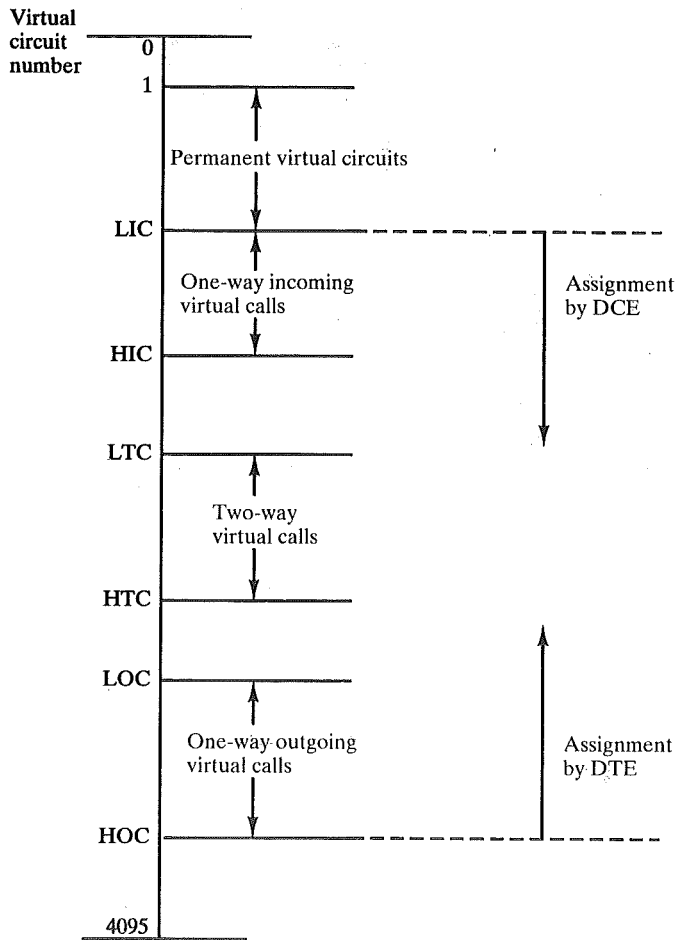 Virtual
circuit
number
0
1
Permanent virtual circuits
LIC
One-way incoming
virtual calls
Assignment
by DCE
HIC
LTC
Two-way
virtual calls
HTC
LOC
One-way outgoing
virtual calls
Assignment
by DTE
HOC
4095